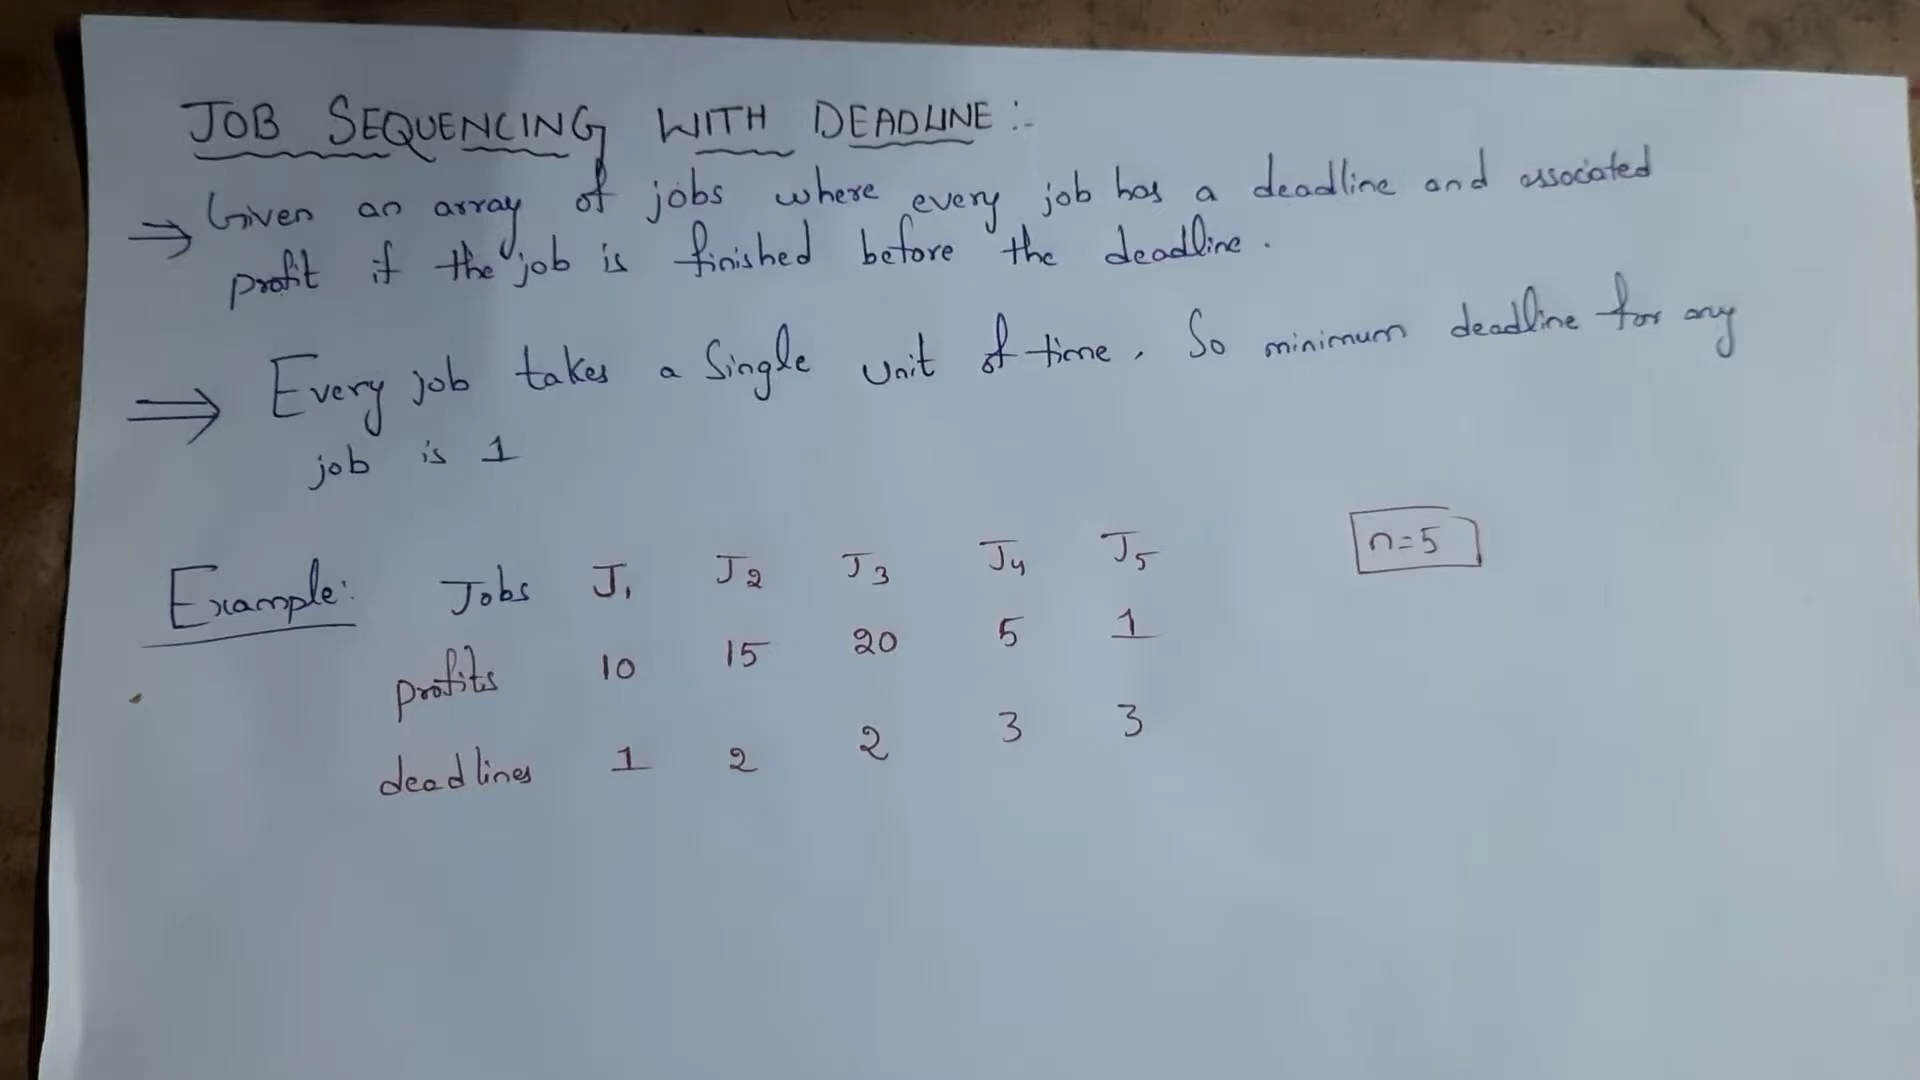 JOB SEQUENCING WITH DEADLINE :-
⇒ Given an array of jobs where every job has a deadline and associated
profit if the job is finished before the deadline.
⇒ Every job takes a Single Unit of time. So minimum deadline for any
job is 1
Example: Jobs J1 J2 J3 J4 J5 n=5
profits 10 15 20 5 1
deadlines 1 2 2 3 3